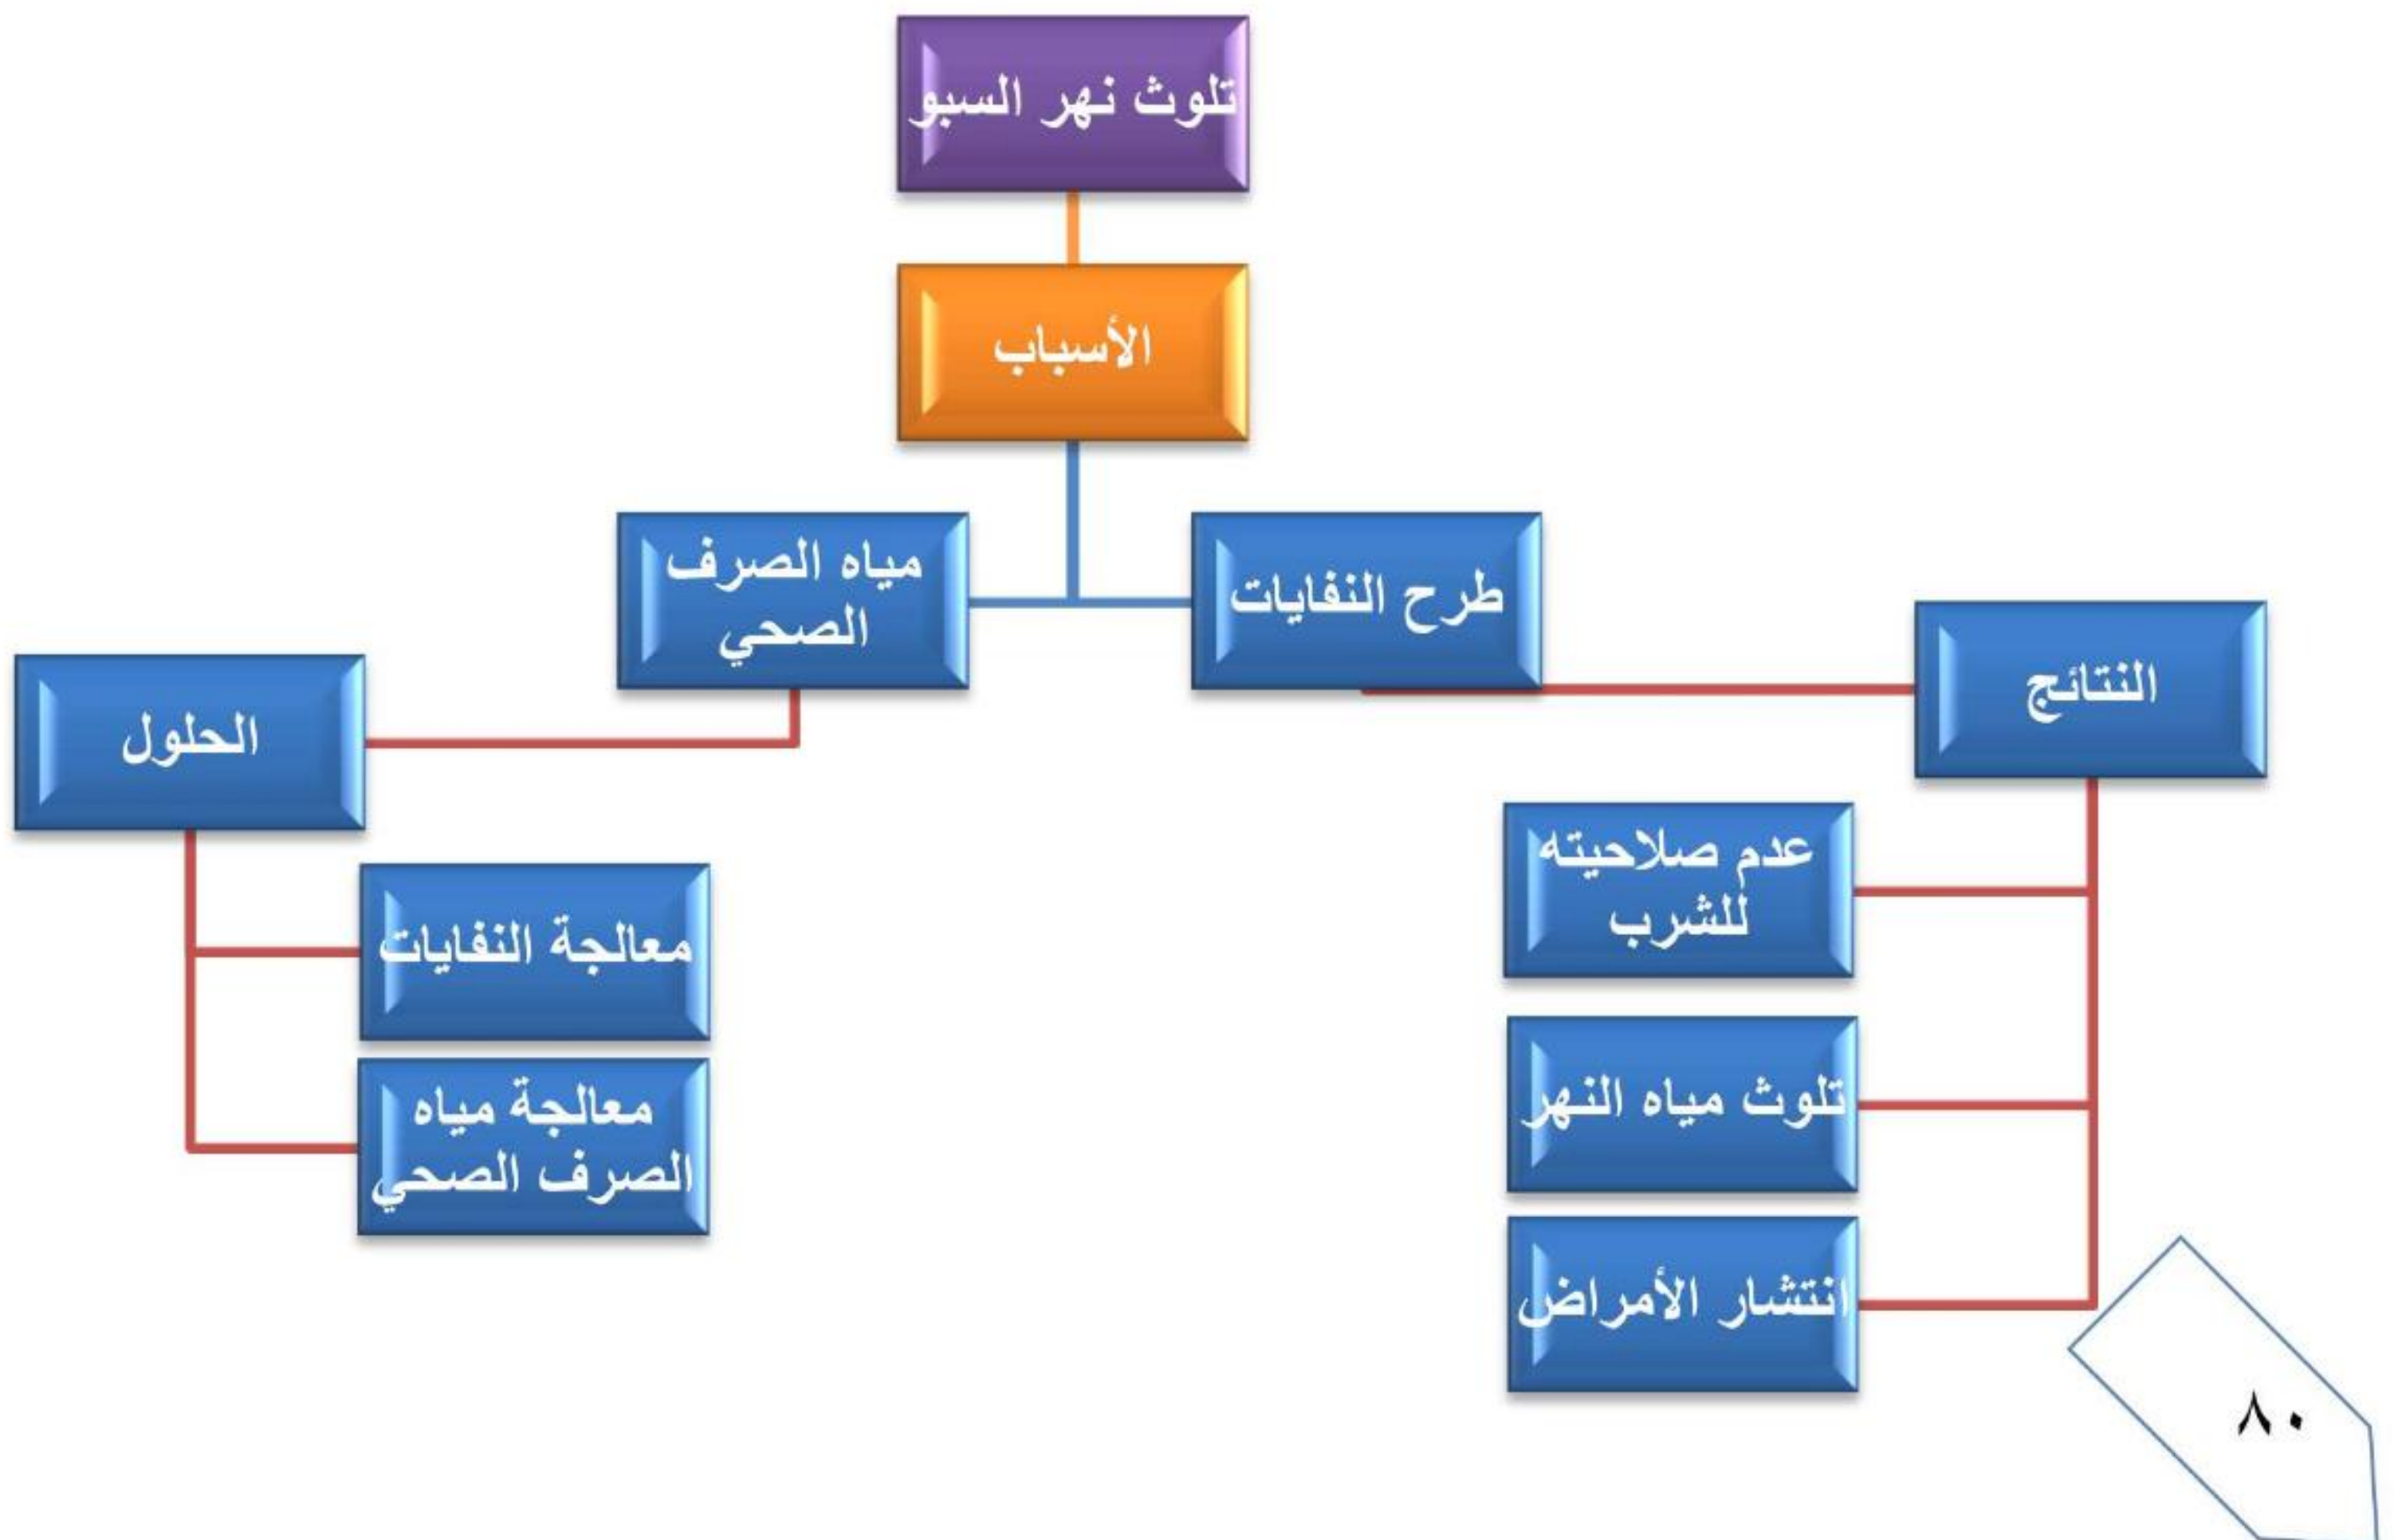 تلوث نهر السبو
الأسباب
طرح النفايات
مياه الصرف
الصحي
النتائج
عدم صلاحيته
للشرب
تلوث مياه النهر
انتشار الأمراض
الحلول
معالجة النفايات
معالجة مياه
الصرف الصحي
٨٠